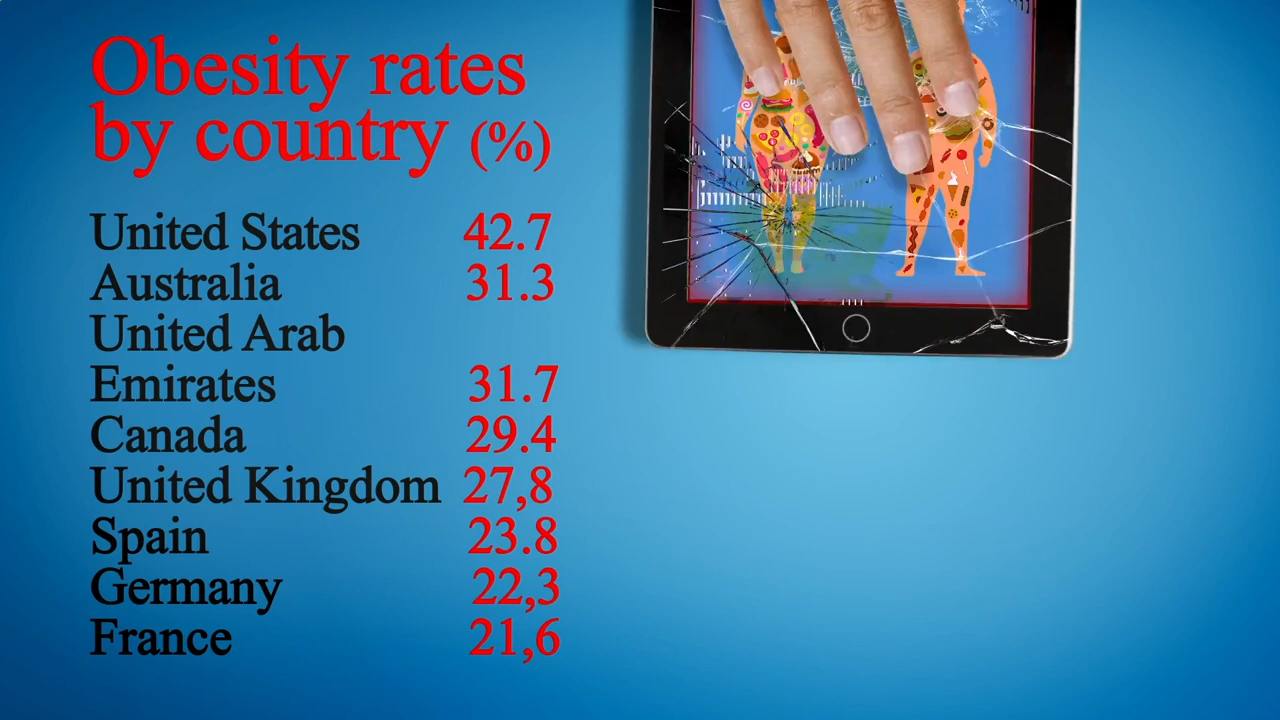 Obesity rates
by country (%)
United States 42.7
Australia 31.3
United Arab
Emirates 31.7
Canada 29.4
United Kingdom 27,8
Spain 23.8
Germany 22,3
France 21,6